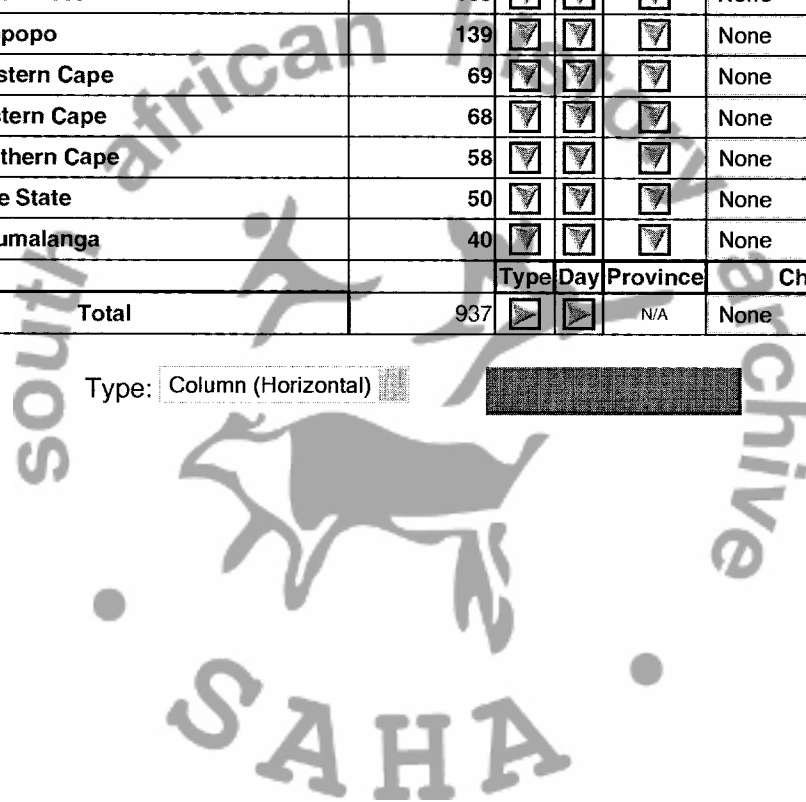 popo 139 None
stern Cape 69 None
tern Cape 68 None
thern Cape 58 None
e State 50 None
umalanga 40 None
Type Day Province Ch
Total 937 N/A None
Type: Column (Horizontal)
south african history archive
SAHA